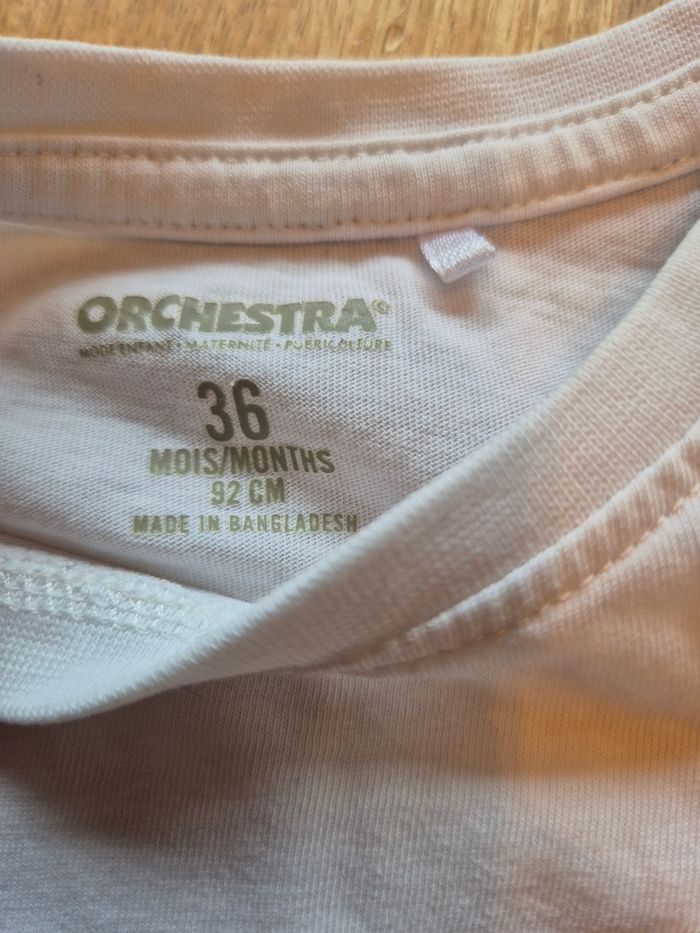 ORCHESTRA©
MODE ENFANT • MATERNITÉ • PUÉRICULTURE
36
MOIS/MONTHS
92 CM
MADE IN BANGLADESH